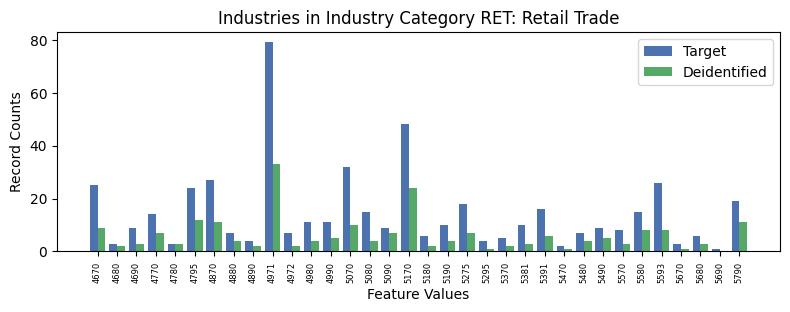 Industries in Industry Category RET: Retail Trade
Target
Deidentified
Record Counts
80
60
40
20
0
4670 4680 4690 4770 4780 4795 4870 4880 4890 4971 4972 4980 4990 5070 5080 5090 5170 5180 5190 5275 5295 5370 5381 5391 5470 5480 5490 5570 5580 5593 5670 5680 5690 5790
Feature Values